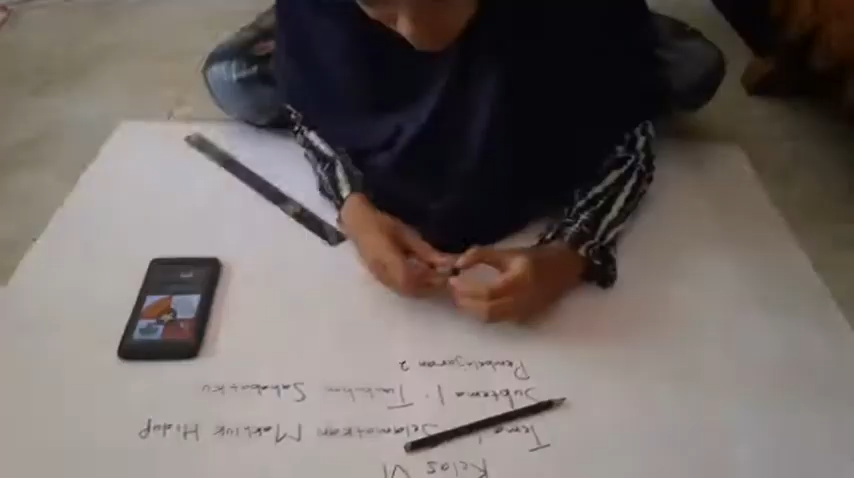 Kelas VI
Tema 1 Selamatkan Makhluk Hidup
Subtema 1. Tumbuhan Sahabatku
Pembelajaran 2